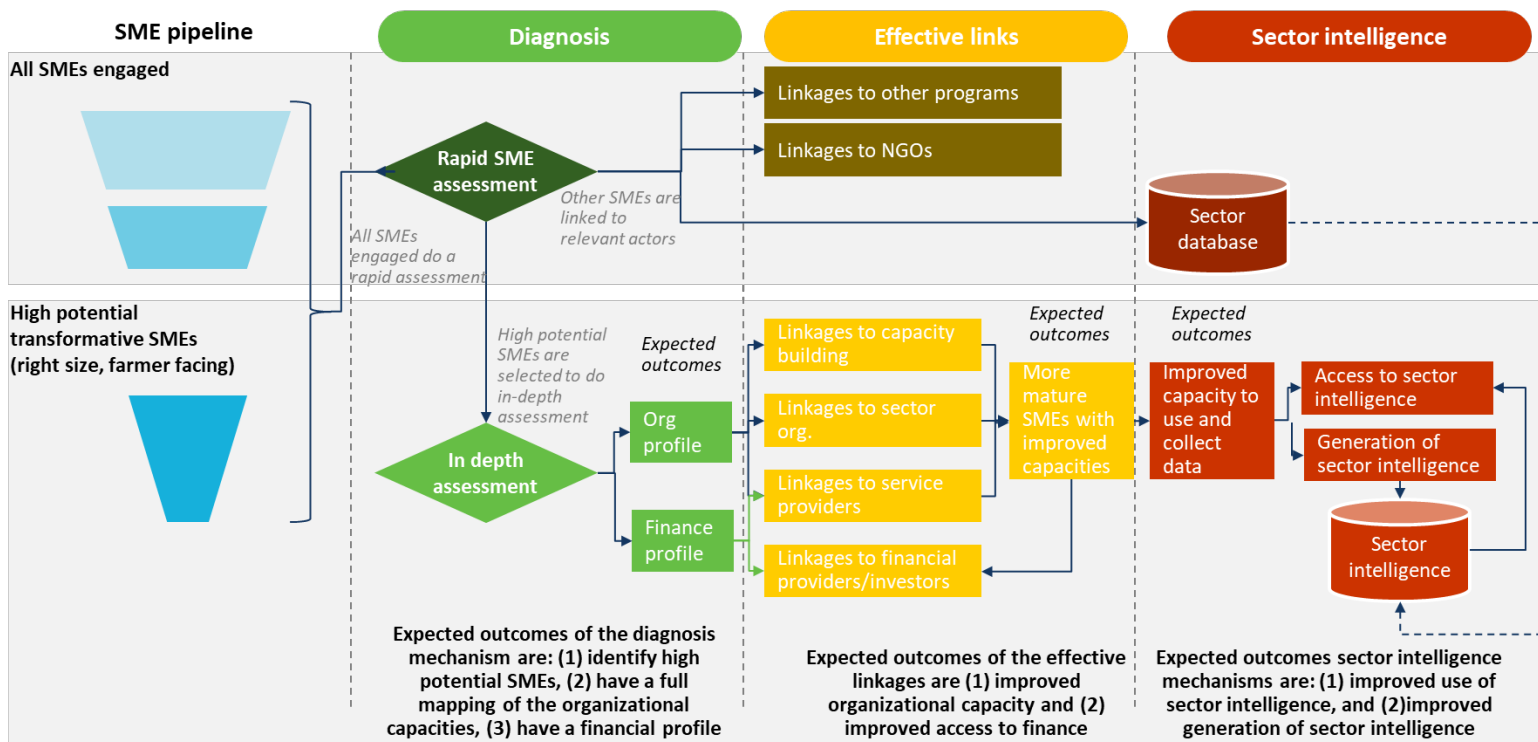 SME pipeline
Diagnosis
Effective links
Sector intelligence
All SMEs engaged
Rapid SME
assessment
Other SMEs are
linked to
relevant actors
All SMEs
engaged do a
rapid assessment
Linkages to other programs
Linkages to NGOs
Sector
database
High potential
transformative SMEs
(right size, farmer facing)
High potential
SMEs are
selected to do
in-depth
assessment
Expected
outcomes
In depth
assessment
Org
profile
Finance
profile
Linkages to capacity
building
Linkages to sector
org.
Linkages to service
providers
Linkages to financial
providers/investors
Expected
outcomes
More
mature
SMEs with
improved
capacities
Expected
outcomes
Improved
capacity to
use and
collect
data
Access to sector
intelligence
Generation of
sector intelligence
Sector
intelligence
Expected outcomes of the diagnosis
mechanism are: (1) identify high
potential SMEs, (2) have a full
mapping of the organizational
capacities, (3) have a financial profile
Expected outcomes of the effective
linkages are (1) improved
organizational capacity and (2)
improved access to finance
Expected outcomes sector intelligence
mechanisms are: (1) improved use of
sector intelligence, and (2)improved
generation of sector intelligence